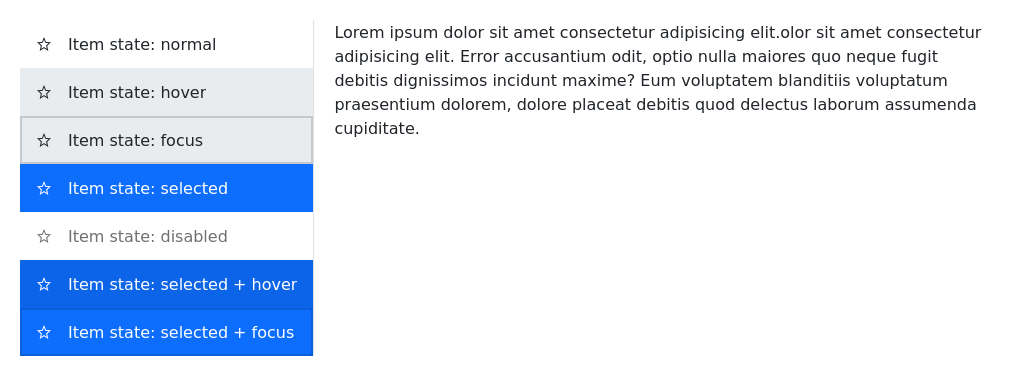 Item state: normal
Item state: hover
Item state: focus
Item state: selected
Item state: disabled
Item state: selected + hover
Item state: selected + focus
Lorem ipsum dolor sit amet consectetur adipisicing elit.olor sit amet consectetur
adipisicing elit. Error accusantium odit, optio nulla maiores quo neque fugit
debitis dignissimos incidunt maxime? Eum voluptatem blanditiis voluptatum
praesentium dolorem, dolore placeat debitis quod delectus laborum assumenda
cupiditate.